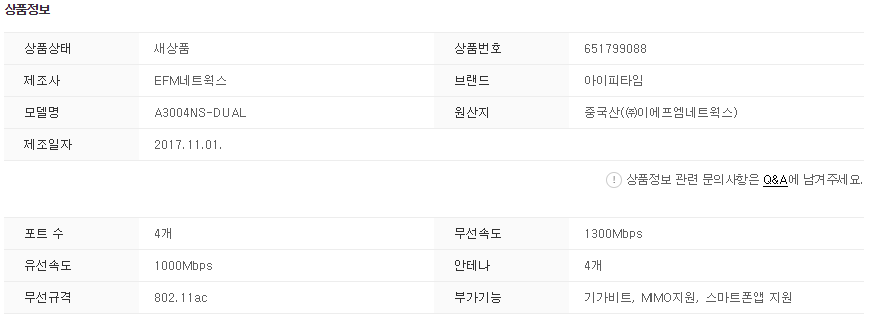 상품정보
상품상태 새상품 상품번호 651799088
제조사 EFM네트웍스 브랜드 아이피타임
모델명 A3004NS-DUAL 원산지 중국산(㈜이에프엠네트웍스)
제조일자 2017.11.01.
! 상품정보 관련 문의사항은 Q&A에 남겨주세요.
포트 수 4개 무선속도 1300Mbps
유선속도 1000Mbps 안테나 4개
무선규격 802.11ac 부가기능 기가비트, MIMO지원, 스마트폰앱 지원